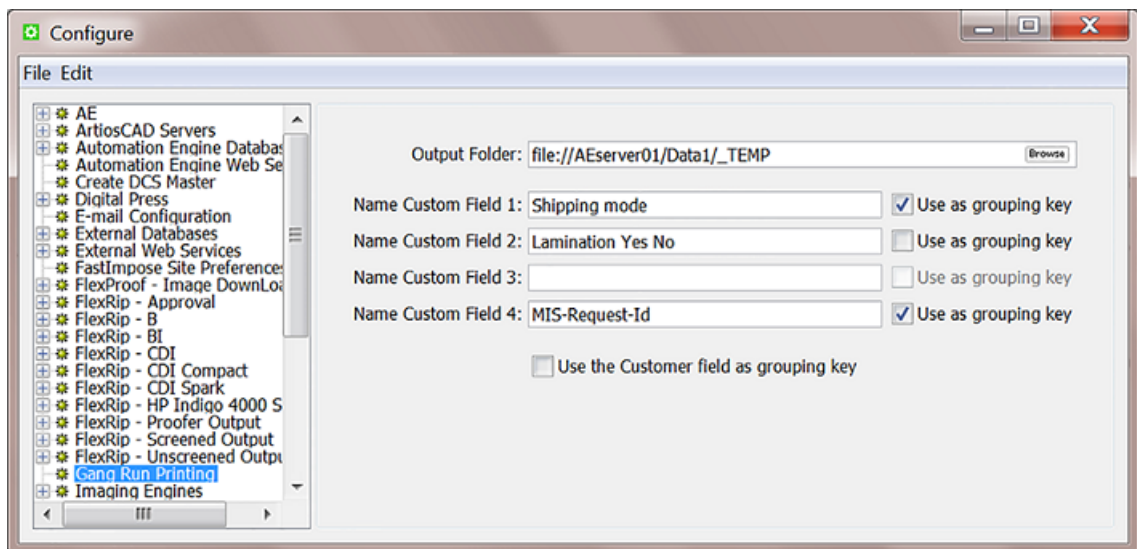 Configure
File Edit
AE
ArtiosCAD Servers
Automation Engine Databas
Automation Engine Web Se
Create DCS Master
Digital Press
E-mail Configuration
External Databases
External Web Services
FastImpose Site Preferences
FlexProof - Image DownLoa
FlexRip - Approval
FlexRip - B
FlexRip - BI
FlexRip - CDI
FlexRip - CDI Compact
FlexRip - CDI Spark
FlexRip - HP Indigo 4000 S
FlexRip - Proofer Output
FlexRip - Screened Output
FlexRip - Unscreened Outpu
Gang Run Printing
Imaging Engines
Output Folder: file://AEserver01/Data1/_TEMP Browse
Name Custom Field 1: Shipping mode Use as grouping key
Name Custom Field 2: Lamination Yes No Use as grouping key
Name Custom Field 3: Use as grouping key
Name Custom Field 4: MIS-Request-Id Use as grouping key
Use the Customer field as grouping key